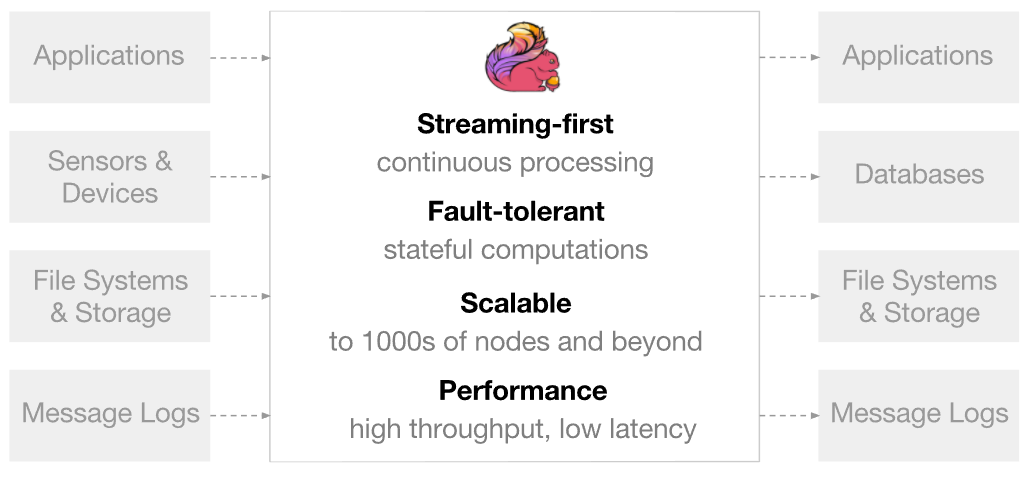 Applications
Sensors &
Devices
File Systems
& Storage
Message Logs
Streaming-first
continuous processing
Fault-tolerant
stateful computations
Scalable
to 1000s of nodes and beyond
Performance
high throughput, low latency
Applications
Databases
File Systems
& Storage
Message Logs